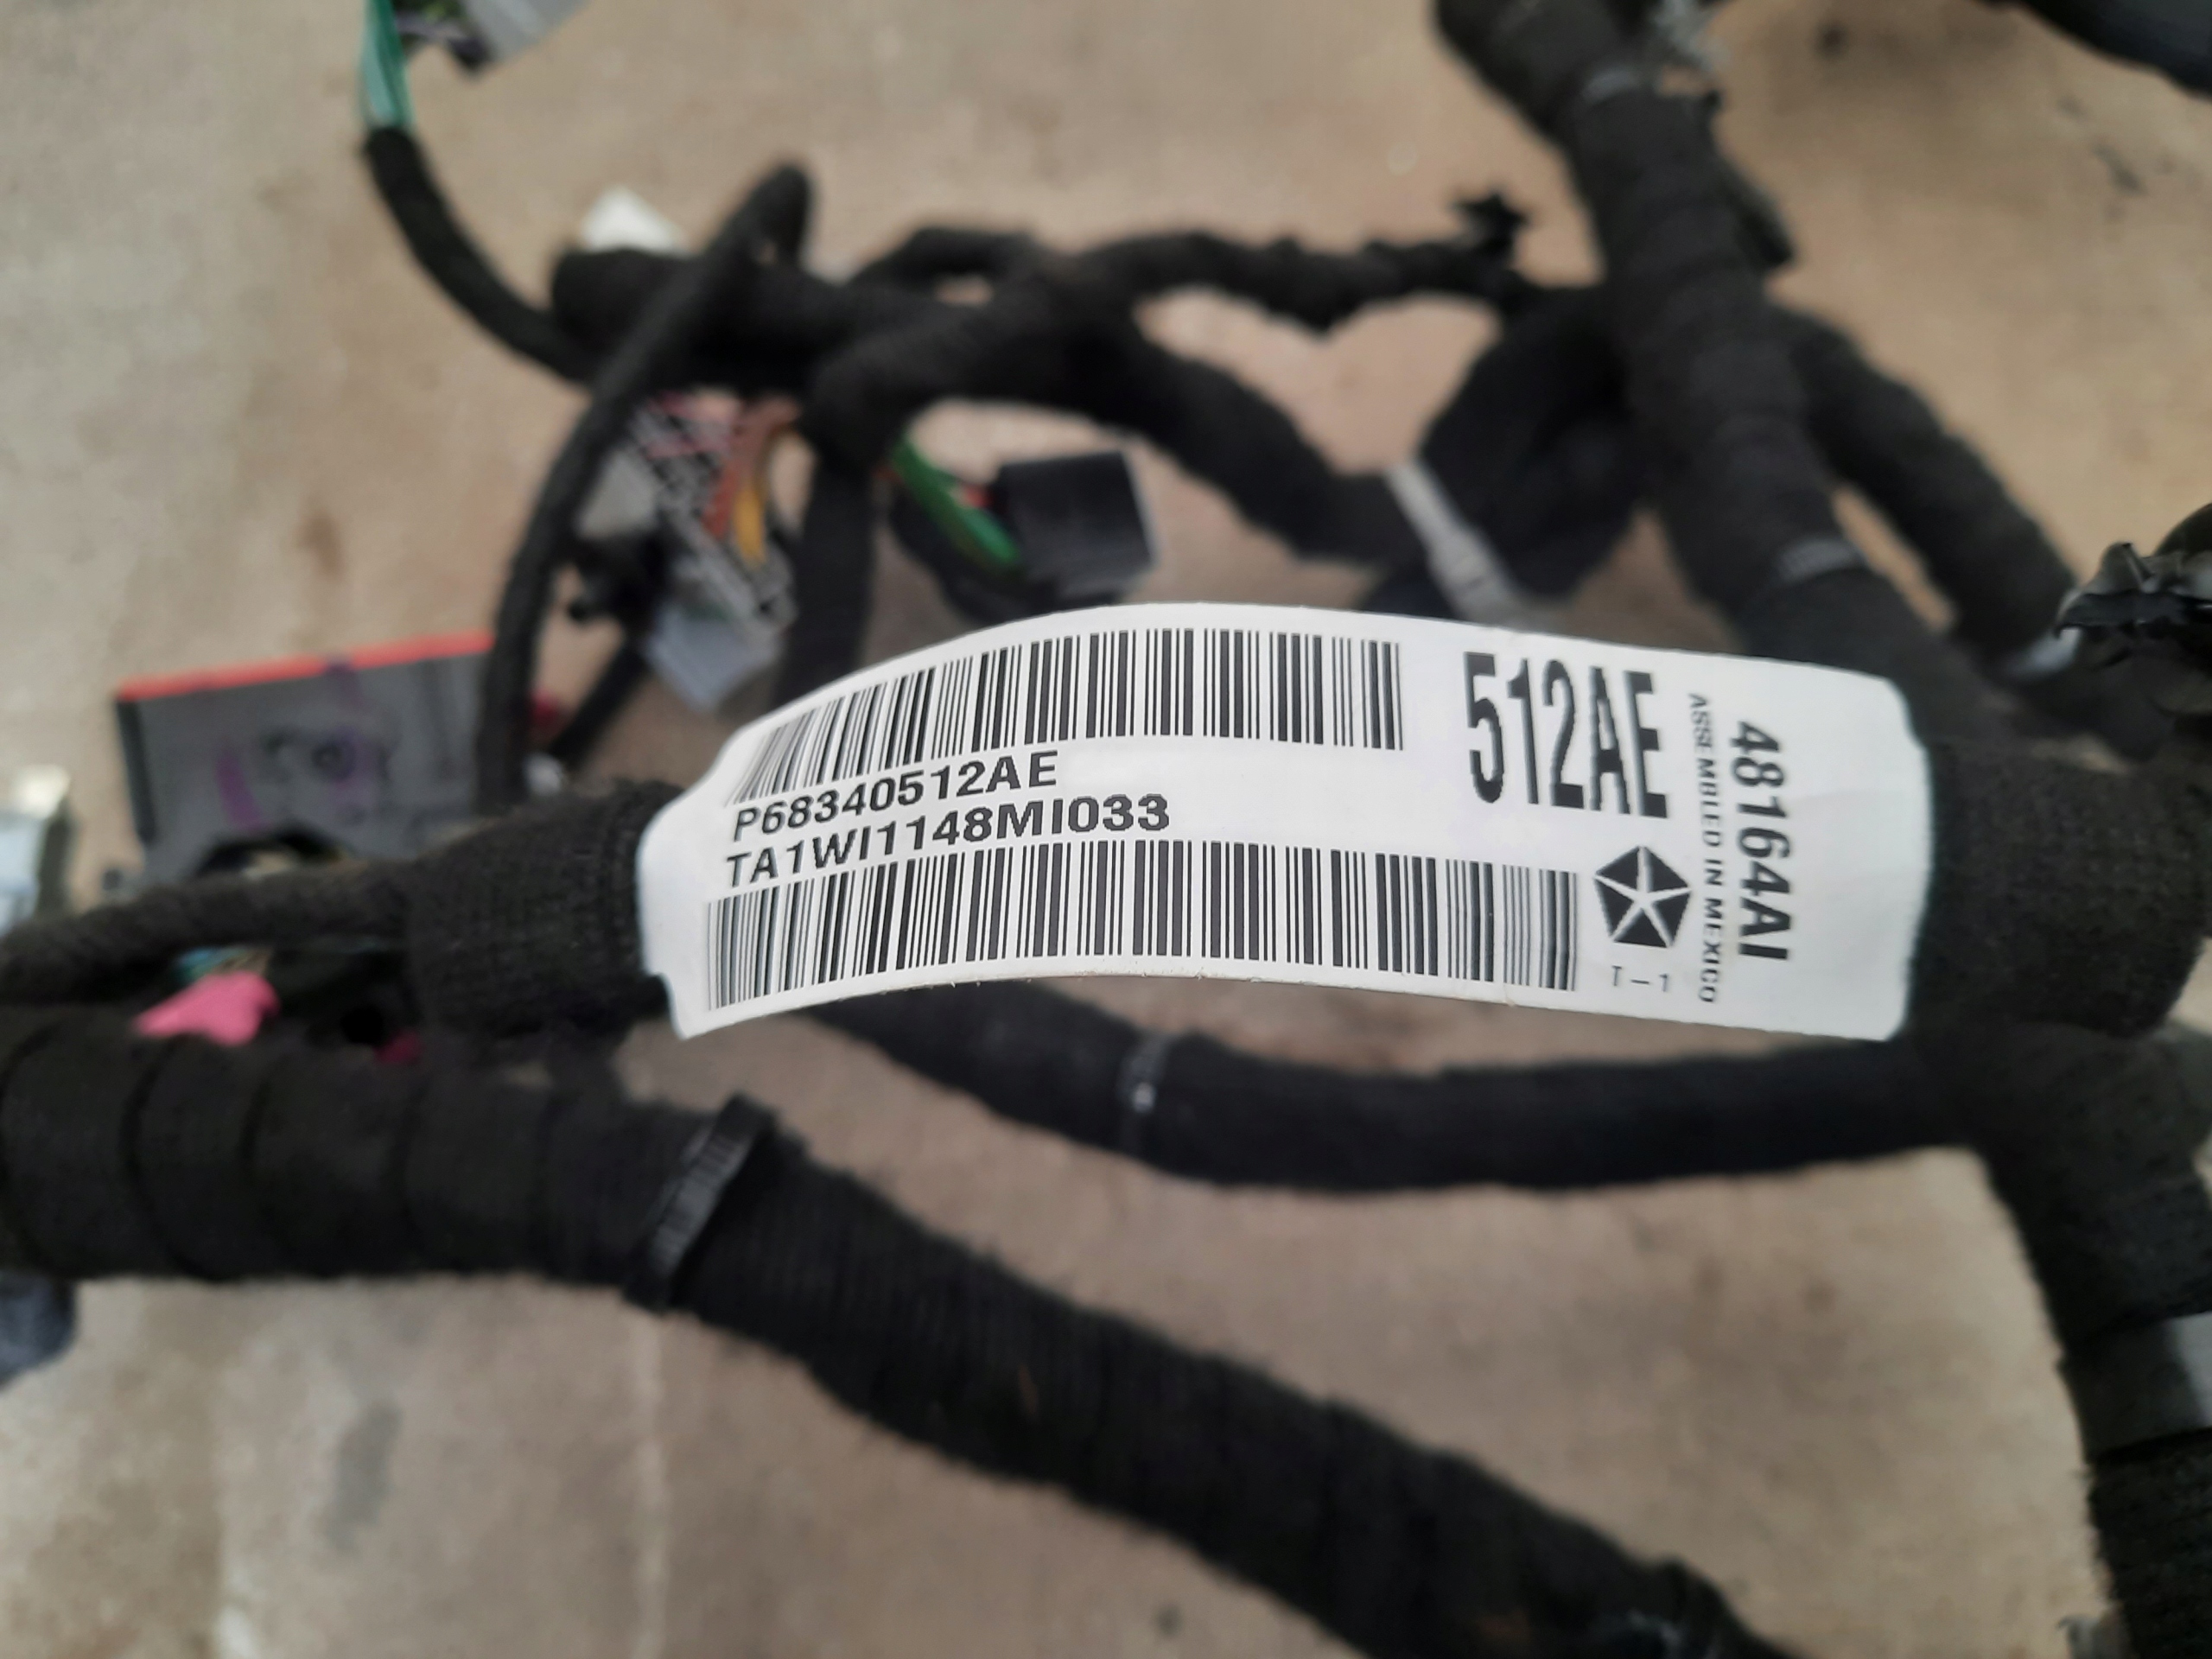 P68340512AE
TA1WI1148MI033
512AE
T-1
ASSEMBLED IN MEXICO
48164AI